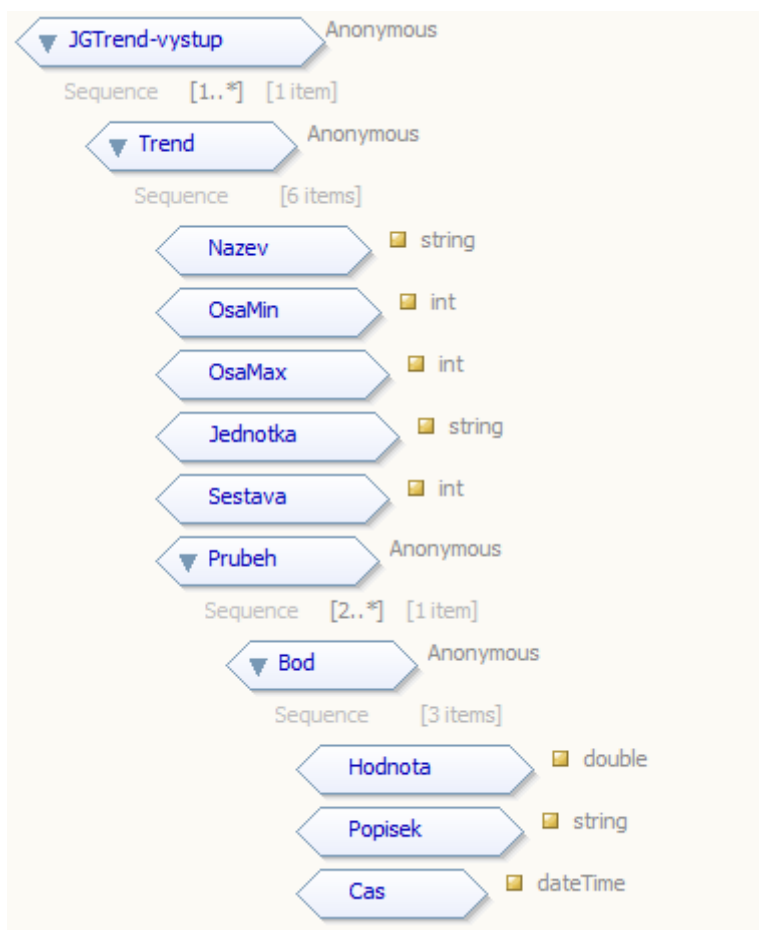 JGTrend-vystup Anonymous
Sequence [1..*] [1 item]
Trend Anonymous
Sequence [6 items]
Nazev string
OsaMin int
OsaMax int
Jednotka string
Sestava int
Prubeh Anonymous
Sequence [2..*] [1 item]
Bod Anonymous
Sequence [3 items]
Hodnota double
Popisek string
Cas dateTime